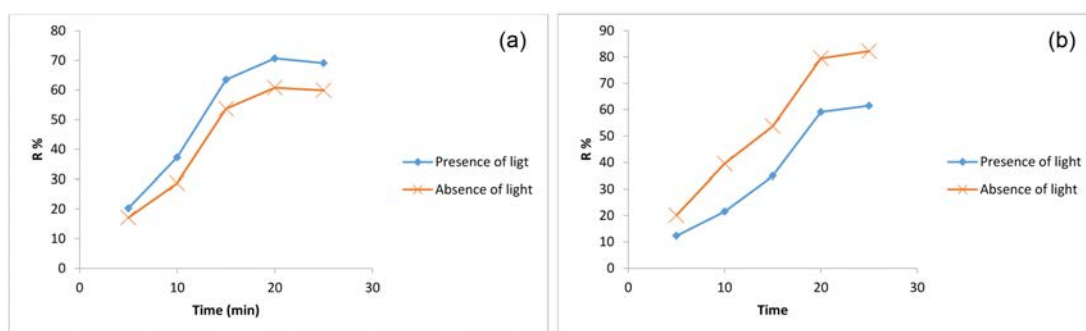 (a)
80
70
60
50
40
30
20
10
0
R %
0 10 20 30
Time (min)
Presence of ligt
Absence of light
(b)
90
80
70
60
50
40
30
20
10
0
R %
0 10 20 30
Time
Presence of light
Absence of light